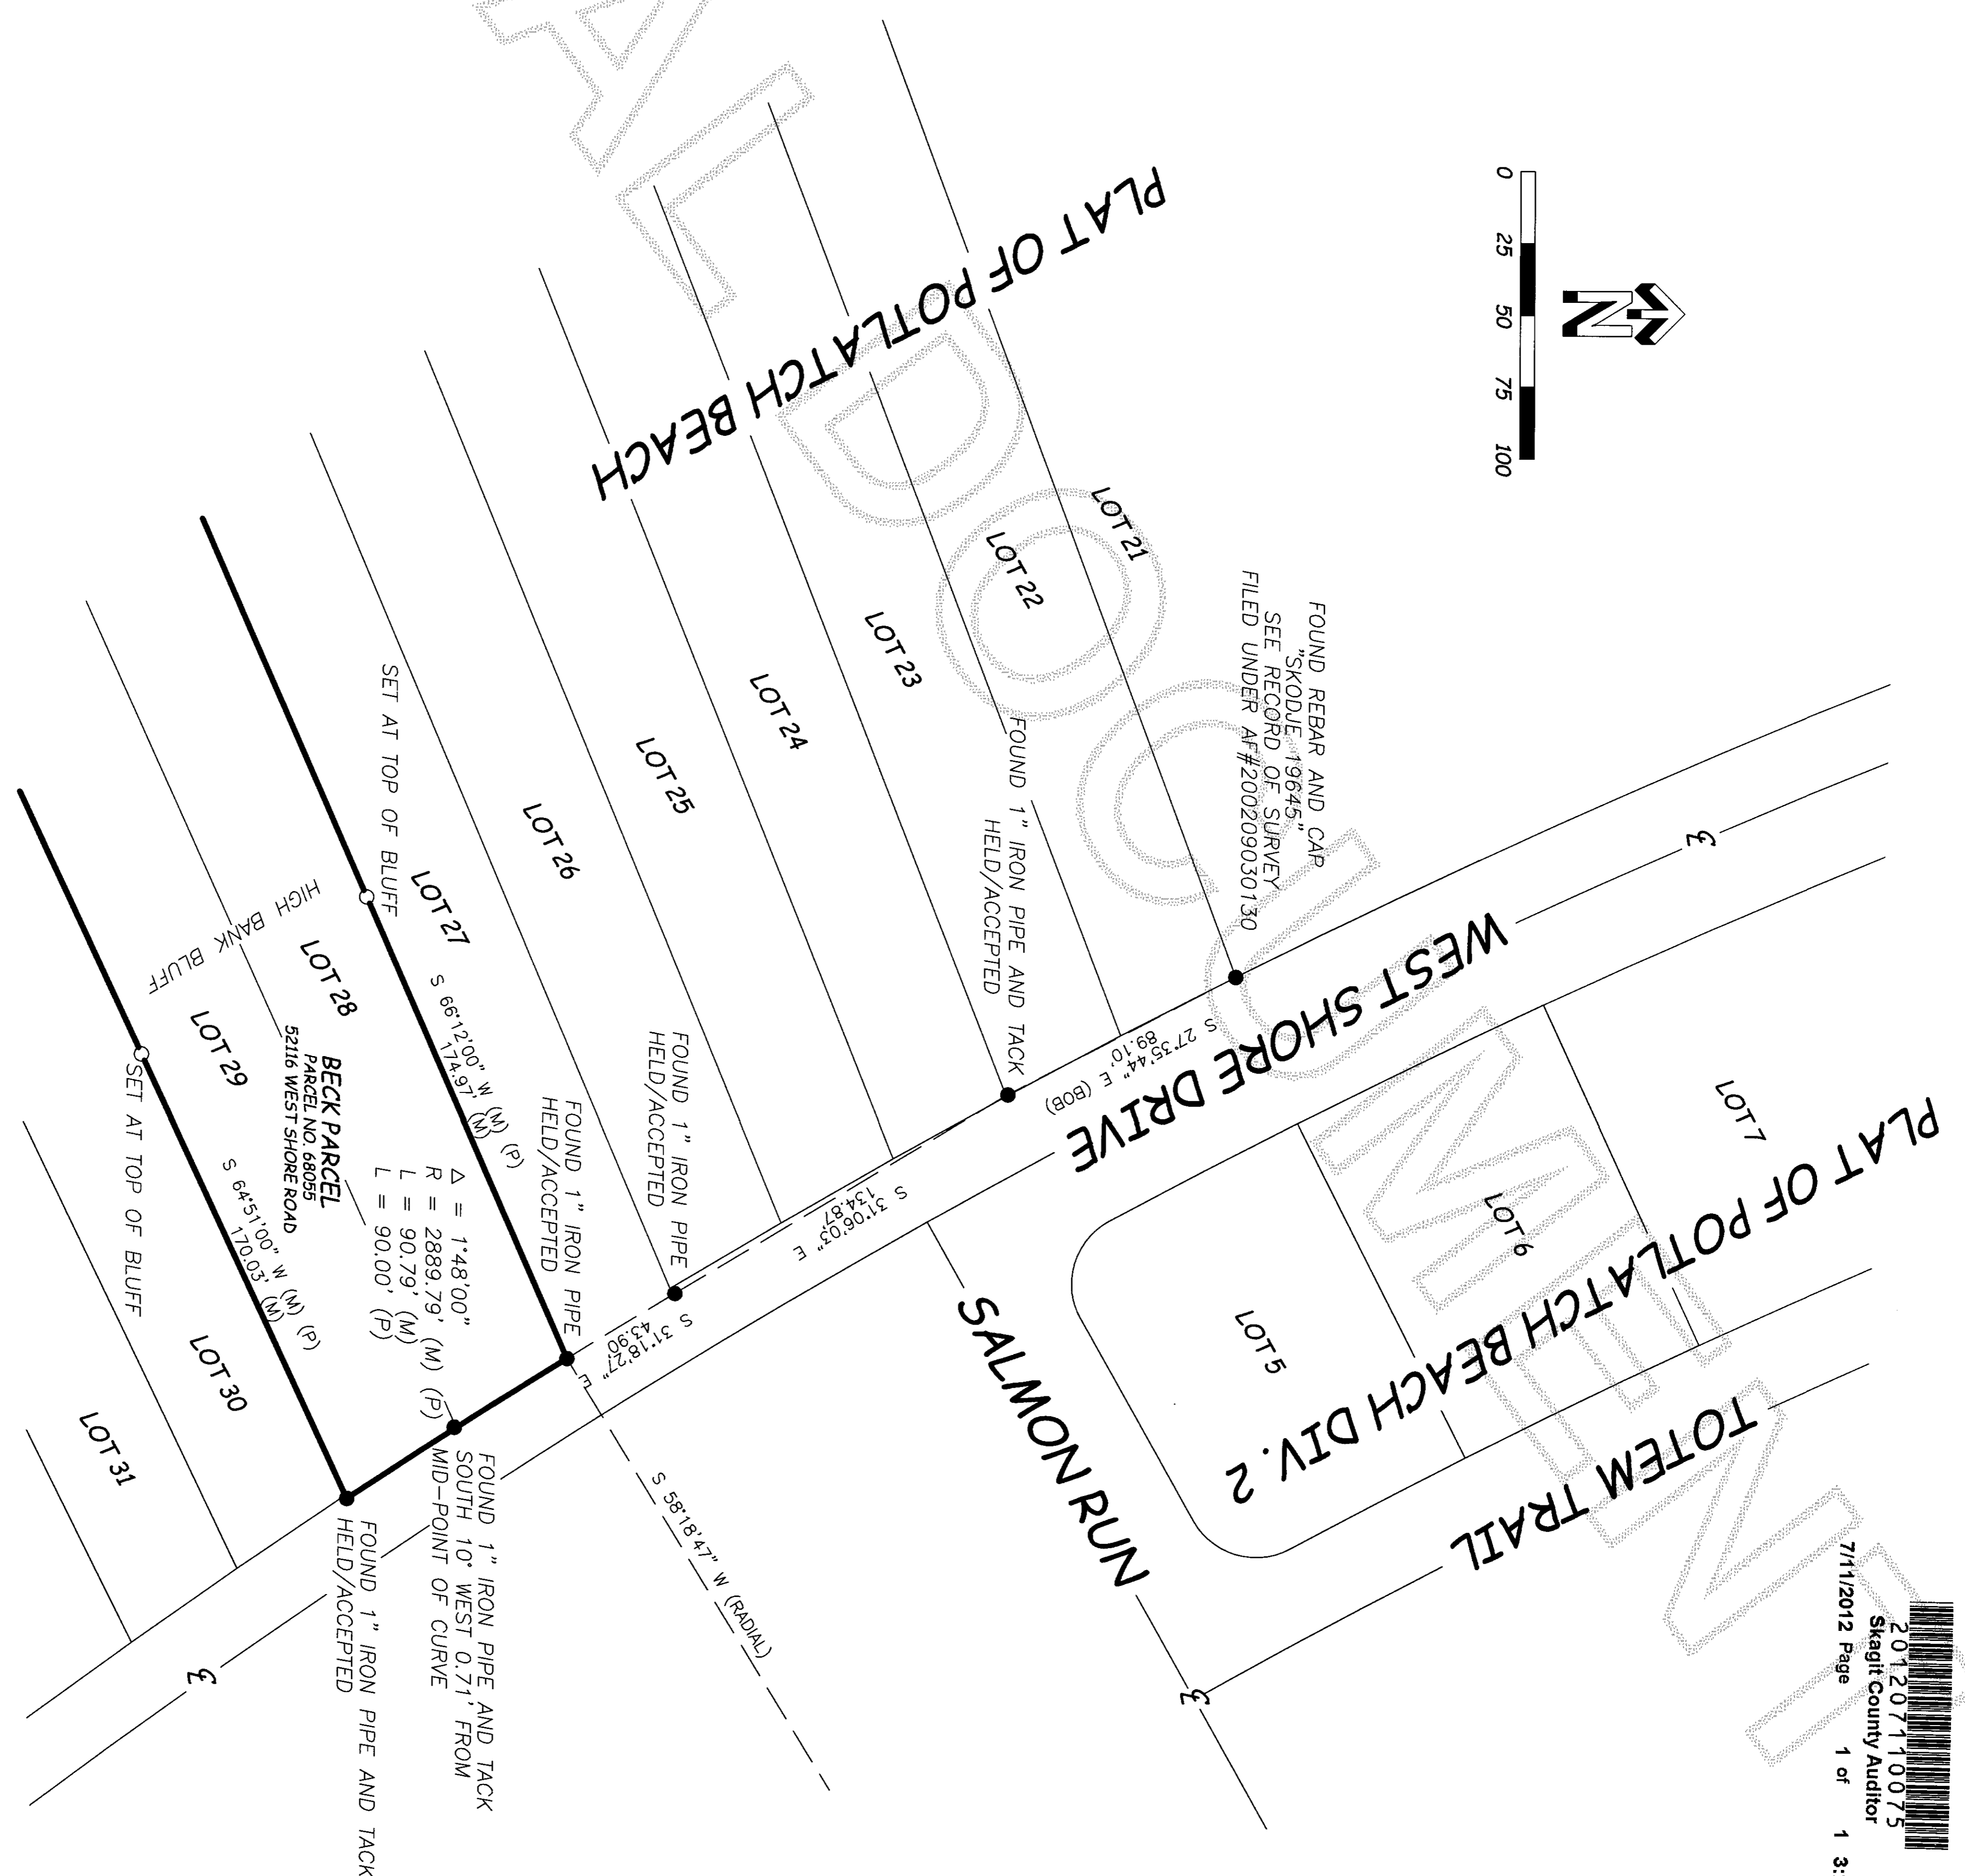 PLAT OF POTLATCH BEACH
0 25 50 75 100
N
LOT 21
LOT 22
LOT 23
LOT 24
LOT 25
LOT 26
LOT 27
LOT 28
LOT 29
LOT 30
LOT 31
FOUND REBAR AND CAP
"SKODJE 19645"
SEE RECORD OF SURVEY
FILED UNDER AF#200209030130
FOUND 1" IRON PIPE AND TACK
HELD/ACCEPTED
FOUND 1" IRON PIPE
HELD/ACCEPTED
FOUND 1" IRON PIPE
HELD/ACCEPTED
SET AT TOP OF BLUFF
HIGH BANK BLUFF
SET AT TOP OF BLUFF
S 66°12'00" W (M) (P)
174.97' (M)
S 64°51'00" W (M) (P)
170.03' (M)
BECK PARCEL
PARCEL NO. 68055
52116 WEST SHORE ROAD
Δ = 1°48'00"
R = 2889.79' (M) (P)
L = 90.79' (M)
L = 90.00' (P)
FOUND 1" IRON PIPE AND TACK
SOUTH 10° WEST 0.71' FROM
MID-POINT OF CURVE
FOUND 1" IRON PIPE AND TACK
HELD/ACCEPTED
S 27°35'44" E (BOB)
89.10'
S 31°06'03" E
134.87'
S 31°18'27" E
43.90'
S 58°18'47" W (RADIAL)
WEST SHORE DRIVE
SALMON RUN
TOTEM TRAIL
PLAT OF POTLATCH BEACH DIV. 2
LOT 5
LOT 6
LOT 7
AL DOCUMENT
201207110075
Skagit County Auditor
7/11/2012 Page 1 of 1 3: